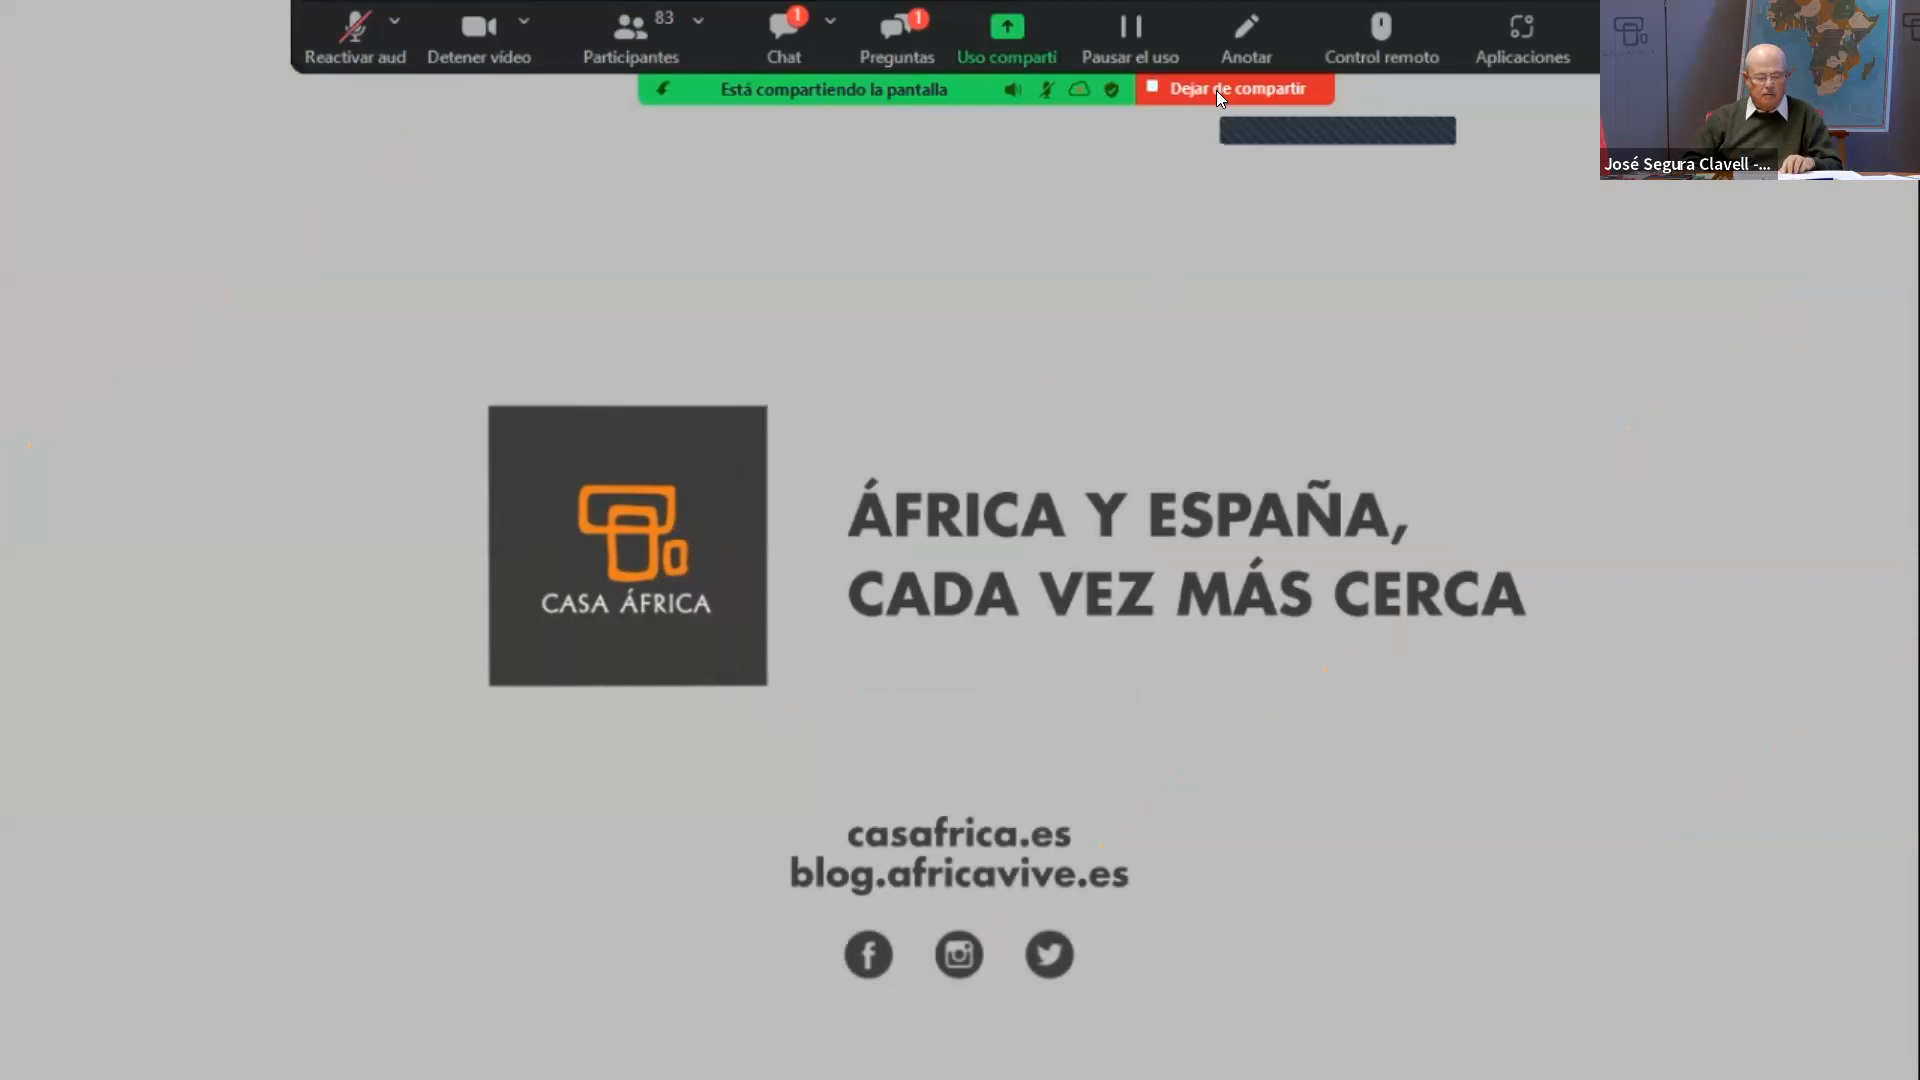 Reactivar aud
Detener vídeo
83
Participantes
1
Chat
1
Preguntas
Uso comparti
Pausar el uso
Anotar
Control remoto
Aplicaciones
Está compartiendo la pantalla
Dejar de compartir
José Segura Clavell -...
CASA ÁFRICA
ÁFRICA Y ESPAÑA,
CADA VEZ MÁS CERCA
casafrica.es
blog.africavive.es